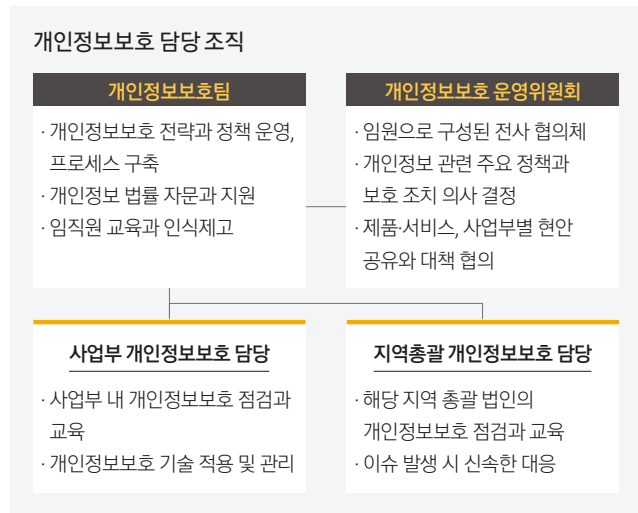 개인정보보호 담당 조직
개인정보보호팀
· 개인정보보호 전략과 정책 운영,
프로세스 구축
· 개인정보 법률 자문과 지원
· 임직원 교육과 인식제고
개인정보보호 운영위원회
· 임원으로 구성된 전사 협의체
· 개인정보 관련 주요 정책과
보호 조치 의사 결정
· 제품·서비스, 사업부별 현안
공유와 대책 협의
사업부 개인정보보호 담당
· 사업부 내 개인정보보호 점검과
교육
· 개인정보보호 기술 적용 및 관리
지역총괄 개인정보보호 담당
· 해당 지역 총괄 법인의
개인정보보호 점검과 교육
· 이슈 발생 시 신속한 대응